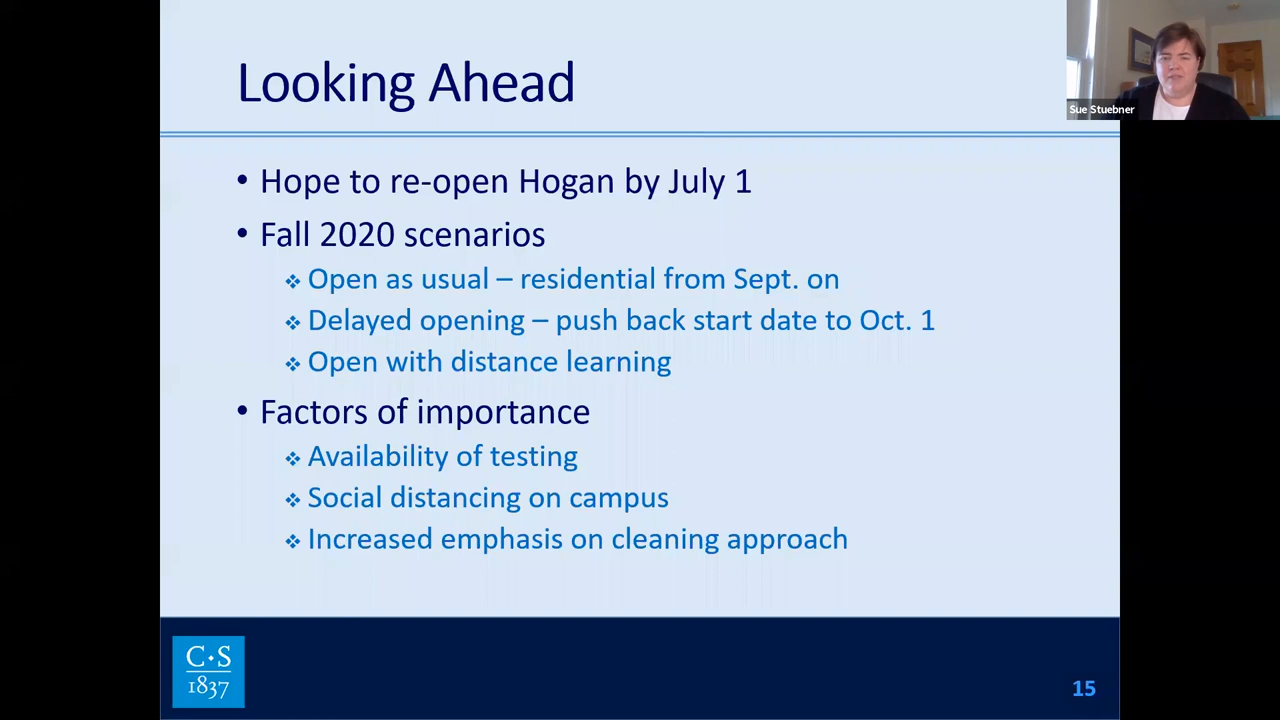 Looking Ahead
Sue Stuebner
• Hope to re-open Hogan by July 1
• Fall 2020 scenarios
❖ Open as usual – residential from Sept. on
❖ Delayed opening – push back start date to Oct. 1
❖ Open with distance learning
• Factors of importance
❖ Availability of testing
❖ Social distancing on campus
❖ Increased emphasis on cleaning approach
C·S
1837
15